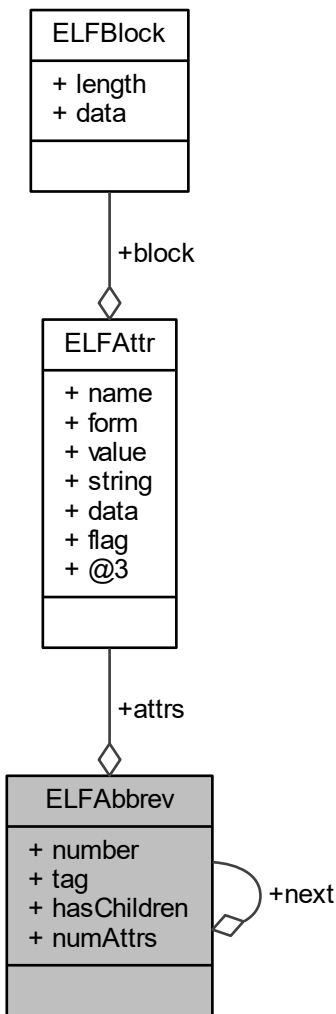 ELFBlock
+ length
+ data
+block
ELFAttr
+ name
+ form
+ value
+ string
+ data
+ flag
+ @3
+attrs
ELFAbbrev
+ number
+ tag
+ hasChildren
+ numAttrs
+next